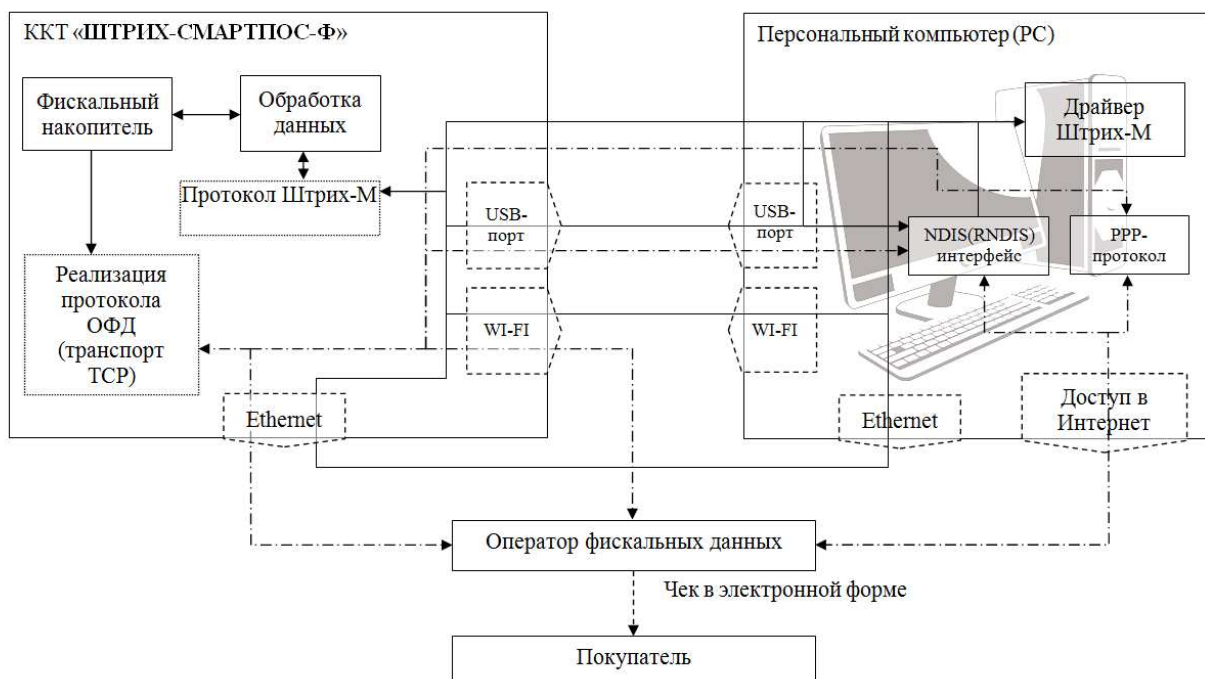 ККТ «ШТРИХ-СМАРТПОС-Ф»
Фискальный
накопитель
Обработка
данных
Протокол Штрих-М
Реализация
протокола
ОФД
(транспорт
TCP)
USB-
порт
WI-FI
Ethernet
Персональный компьютер (PC)
Драйвер
Штрих-М
USB-
порт
NDIS(RNDIS)
интерфейс
PPP-
протокол
WI-FI
Ethernet
Доступ в
Интернет
Оператор фискальных данных
Чек в электронной форме
Покупатель